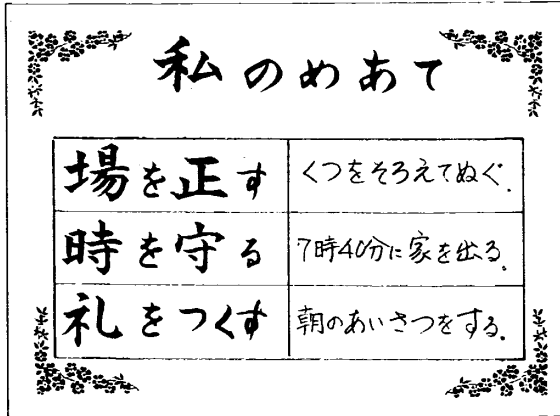 私のめあて
場を正す くつをそろえてぬぐ.
時を守る 7時40分に家を出る.
礼をつくす 朝のあいさつをする.